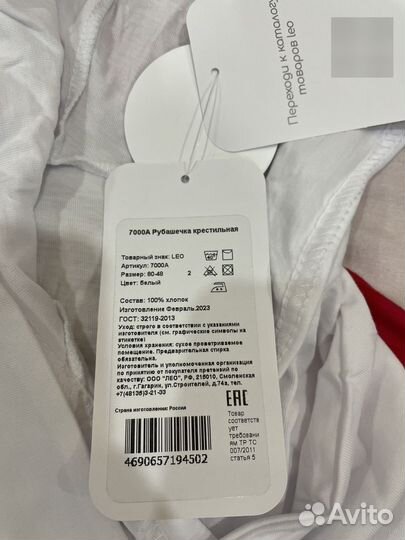 Переходи к каталогу
товаров leo
7000А Рубашечка крестильная
Товарный знак: LEO
Артикул: 7000А
Размер: 80-48 2
Цвет: белый
Состав: 100% хлопок
Изготовление Февраль.2023
ГОСТ: 32119-2013
Уход: строго в соответствии с указаниями
изготовителя (см. графические символы на
этикетке)
Условия хранения: сухое проветриваемое
помещение. Предварительная стирка
обязательна.
Изготовитель и уполномоченная организация
по принятию от покупателя претензий по
качеству: ООО "ЛЕО", РФ, 215010, Смоленская
обл., г.Гагарин, ул.Строителей, д.74а, тел.
+7(48135)3-21-33
Страна изготовления: Россия
4690657194502
ЕАС
Товар
соответств
ует
требовани
ям ТР ТС
007/2011
статья 5
Avito